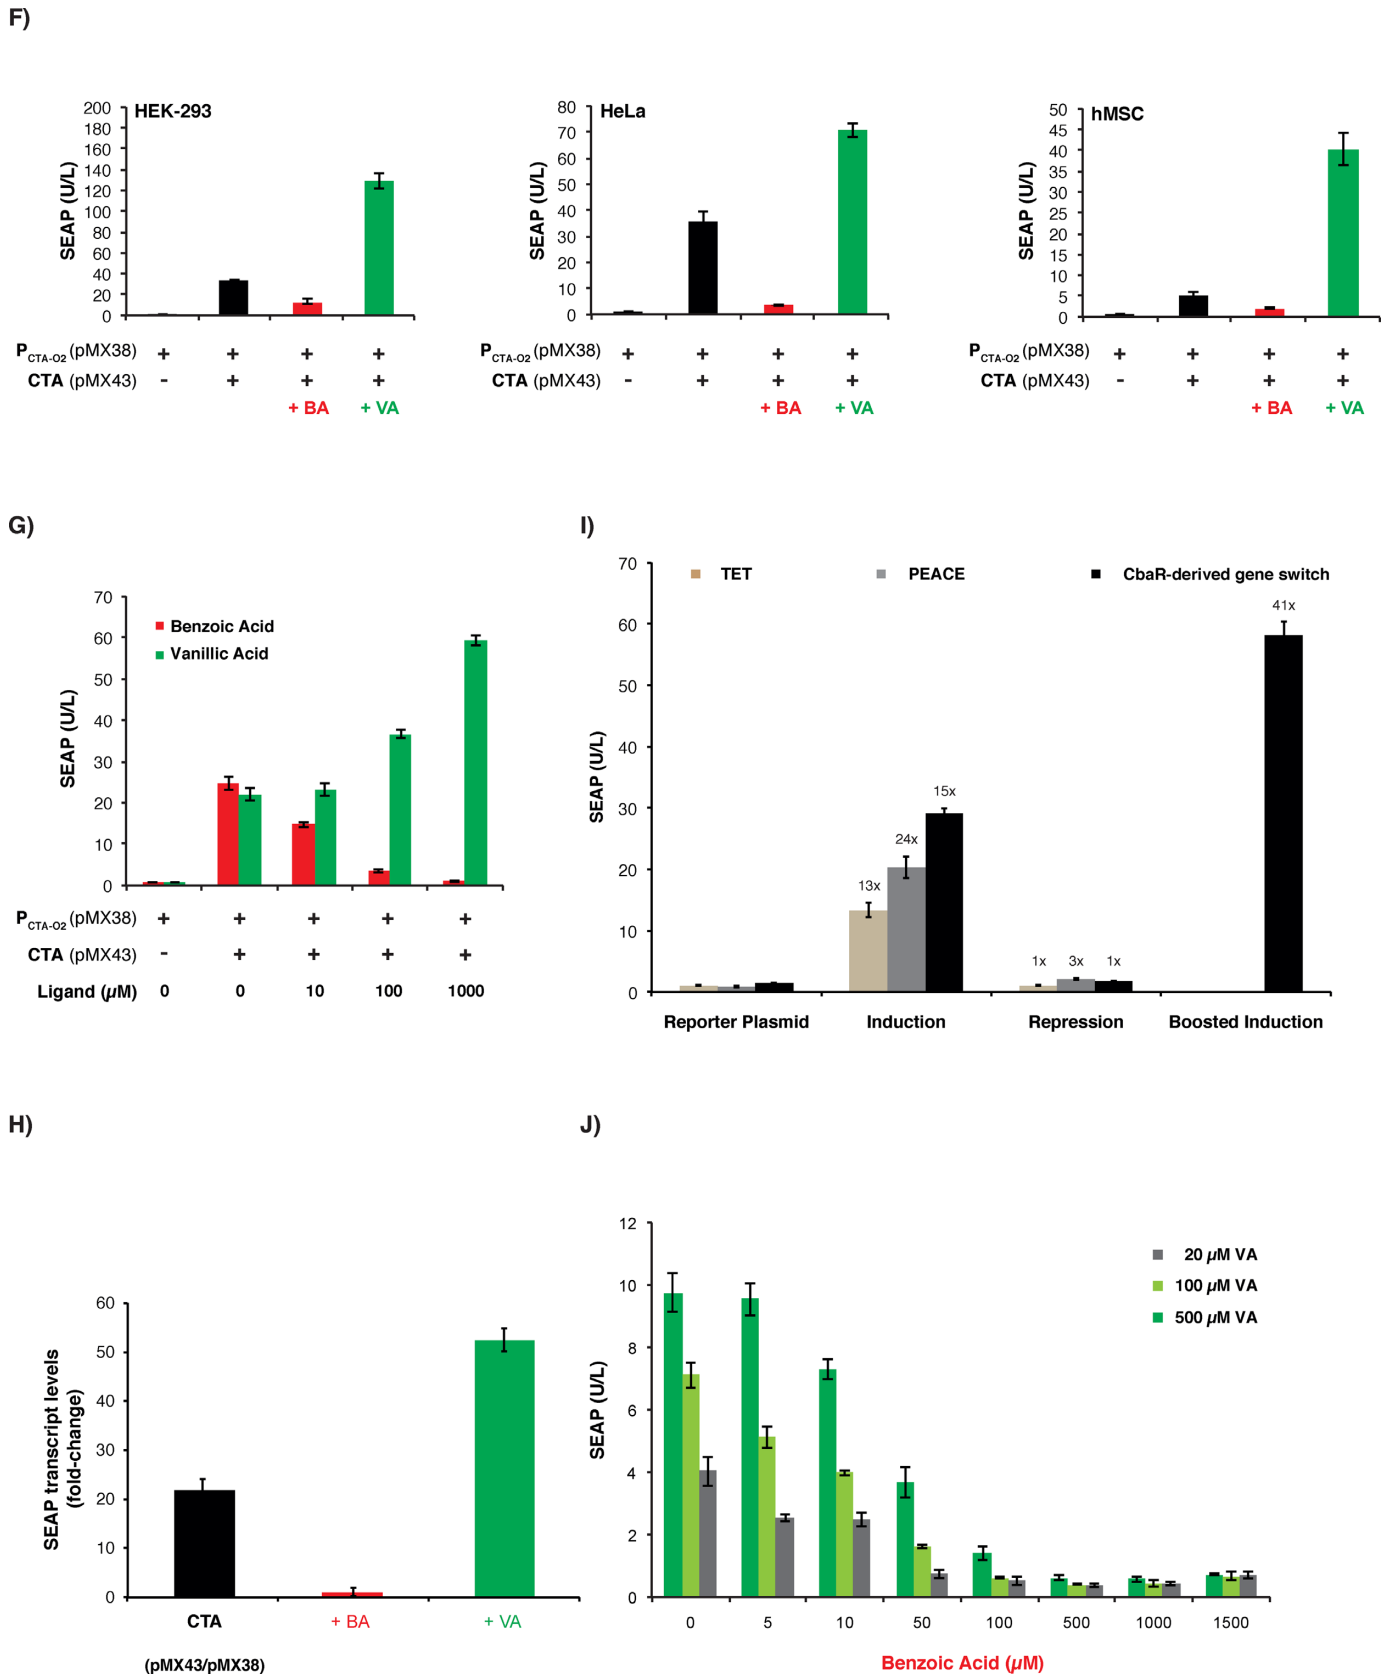 F)
HEK-293
200
180
160
140
120
100
80
60
40
20
0
SEAP (U/L)
P CTA-O2 (pMX38) + + + +
CTA (pMX43) - + + +
+ BA + VA
HeLa
80
70
60
50
40
30
20
10
0
SEAP (U/L)
P CTA-O2 (pMX38) + + + +
CTA (pMX43) - + + +
+ BA + VA
hMSC
50
45
40
35
30
25
20
15
10
5
0
SEAP (U/L)
P CTA-O2 (pMX38) + + + +
CTA (pMX43) - + + +
+ BA + VA
G)
70
60
50
40
30
20
10
0
SEAP (U/L)
Benzoic Acid
Vanillic Acid
P CTA-O2 (pMX38) + + + + +
CTA (pMX43) - + + + +
Ligand (µM) 0 0 10 100 1000
I)
70
60
50
40
30
20
10
0
SEAP (U/L)
TET PEACE CbaR-derived gene switch
13x 24x 15x
1x 3x 1x
41x
Reporter Plasmid Induction Repression Boosted Induction
H)
60
50
40
30
20
10
0
SEAP transcript levels
(fold-change)
CTA + BA + VA
(pMX43/pMX38)
J)
12
10
8
6
4
2
0
SEAP (U/L)
20 µM VA
100 µM VA
500 µM VA
0 5 10 50 100 500 1000 1500
Benzoic Acid (µM)